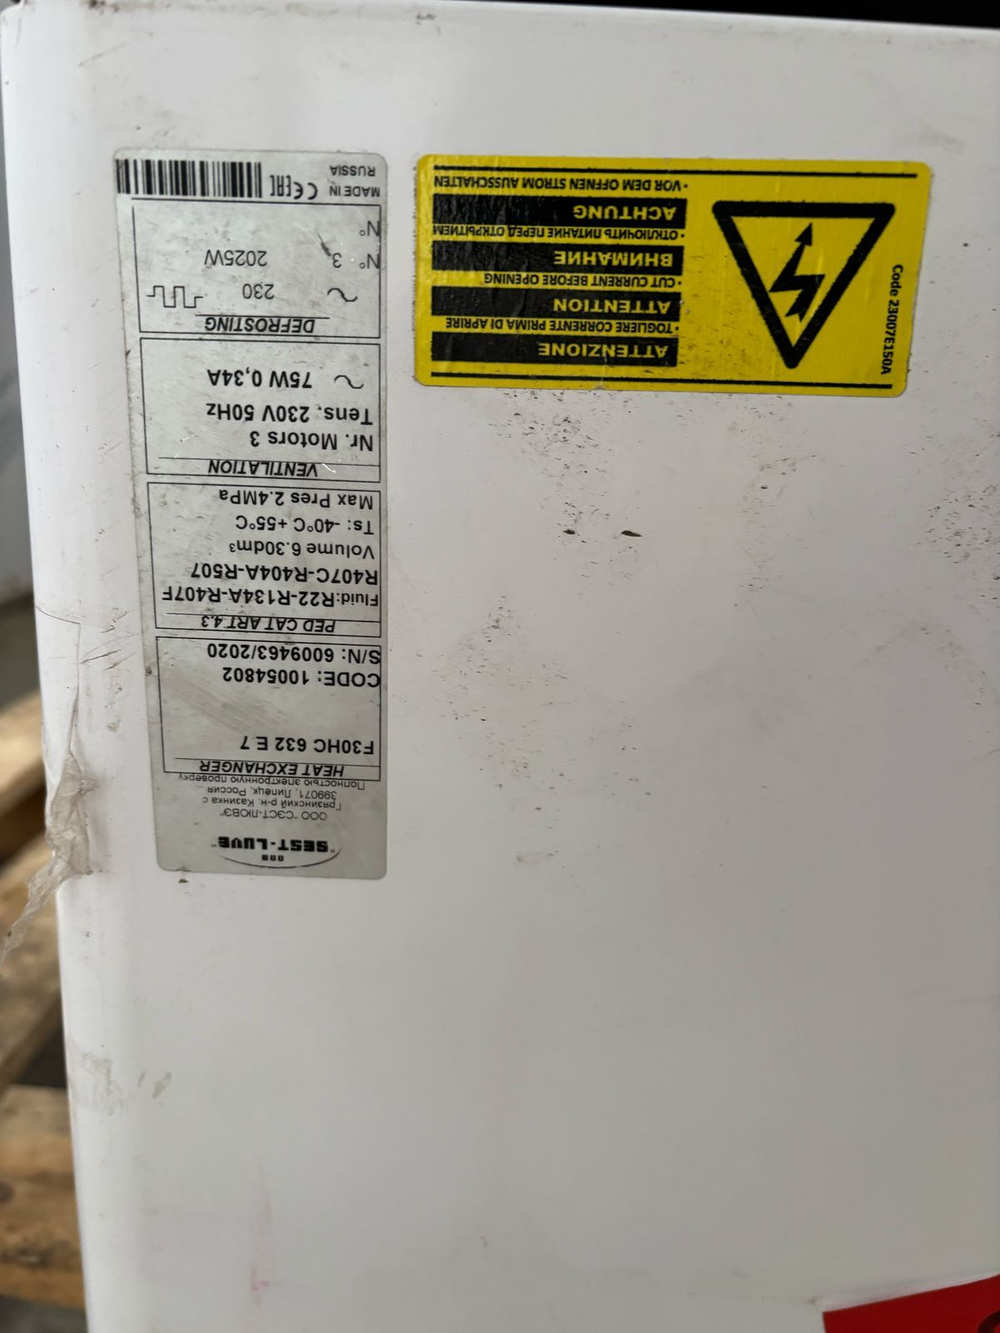 "SEST-LUVE"
ООО "СЭСТ-ЛЮВЭ"
Грязинский р-н, Казинка с
399071, Липецк, Россия
Полностью электронную проверку
HEAT EXCHANGER
F30HC 632 E 7
CODE: 10054802
S/N: 6009463/2020
PED CAT ART 4.3
Fluid:R22-R134A-R407F
R407C-R404A-R507
Volume 6.30dm³
Ts: -40°C +55°C
Max Pres 2.4MPa
VENTILATION
Nr. Motors 3
Tens. 230V 50Hz
~ 75W 0,34A
DEFROSTING
~ 230
N° 3 2025W
N°
MADE IN CE EAC
RUSSIA
Code 23007E150A
ATTENZIONE
• TOGLIERE CORRENTE PRIMA DI APRIRE
ATTENTION
• CUT CURRENT BEFORE OPENING
ВНИМАНИЕ
• ОТКЛЮЧИТЬ ПИТАНИЕ ПЕРЕД ОТКРЫТИЕМ
ACHTUNG
• VOR DEM OFFNEN STROM AUSSCHALTEN